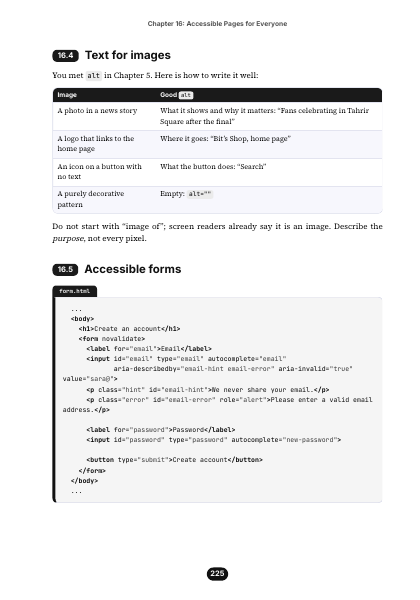 Chapter 16: Accessible Pages for Everyone
16.4 Text for images
You met alt in Chapter 5. Here is how to write it well:
Image Good alt
A photo in a news story What it shows and why it matters: “Fans celebrating in Tahrir
Square after the final”
A logo that links to the Where it goes: “Bit’s Shop, home page”
home page
An icon on a button with What the button does: “Search”
no text
A purely decorative Empty: alt=""
pattern
Do not start with “image of”; screen readers already say it is an image. Describe the
purpose, not every pixel.
16.5 Accessible forms
form.html
...
<body>
<h1>Create an account</h1>
<form novalidate>
<label for="email">Email</label>
<input id="email" type="email" autocomplete="email"
aria-describedby="email-hint email-error" aria-invalid="true"
value="sara@">
<p class="hint" id="email-hint">We never share your email.</p>
<p class="error" id="email-error" role="alert">Please enter a valid email
address.</p>
<label for="password">Password</label>
<input id="password" type="password" autocomplete="new-password">
<button type="submit">Create account</button>
</form>
</body>
...
225